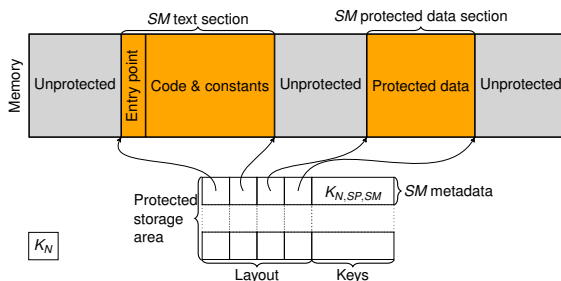 SM text section
SM protected data section
Memory
Unprotected
Entry point
Code & constants
Unprotected
Protected data
Unprotected
Protected
storage
area
K_{N,SP,SM}
SM metadata
K_N
Layout
Keys